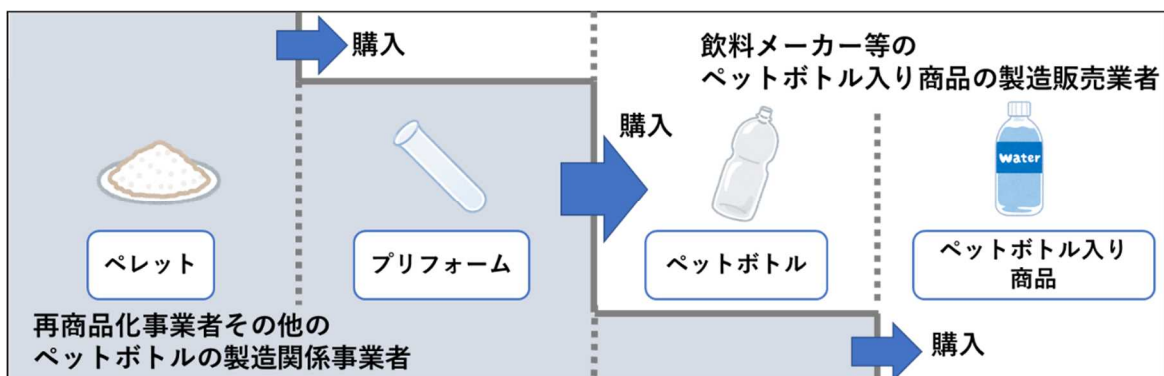 購入
飲料メーカー等の
ペットボトル入り商品の製造販売業者
購入
Water
ペレット
プリフォーム
ペットボトル
ペットボトル入り
商品
再商品化事業者その他の
ペットボトルの製造関係事業者
購入